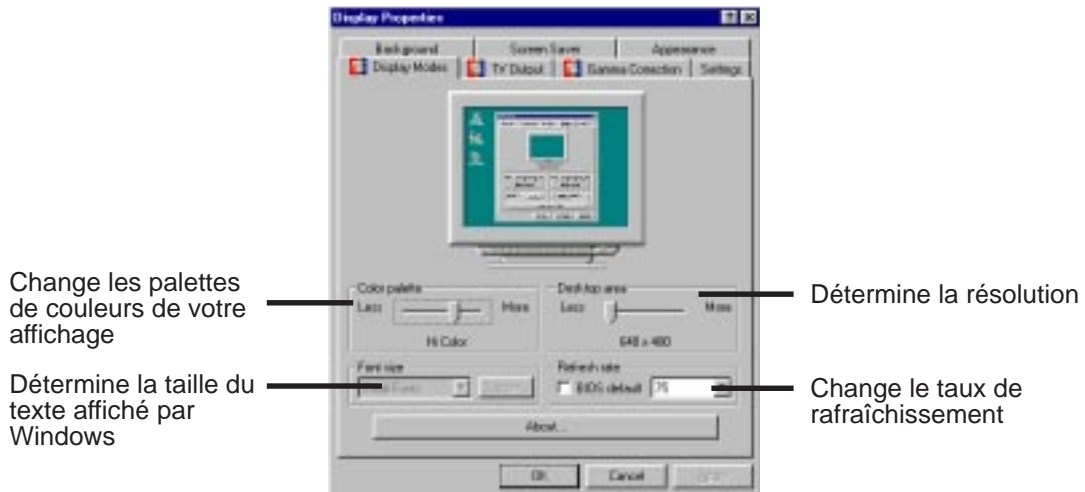 Display Properties
Background Screen Saver Appearance
Display Modes TV Output Gamma Correction Settings
Change les palettes
de couleurs de votre
affichage
Color palette
Less More
Hi Color
Desktop area
Less More
640 x 480
Détermine la résolution
Détermine la taille du
texte affiché par
Windows
Font size
Refresh rate
BIOS default 75
Change le taux de
rafraîchissement
About...
OK Cancel